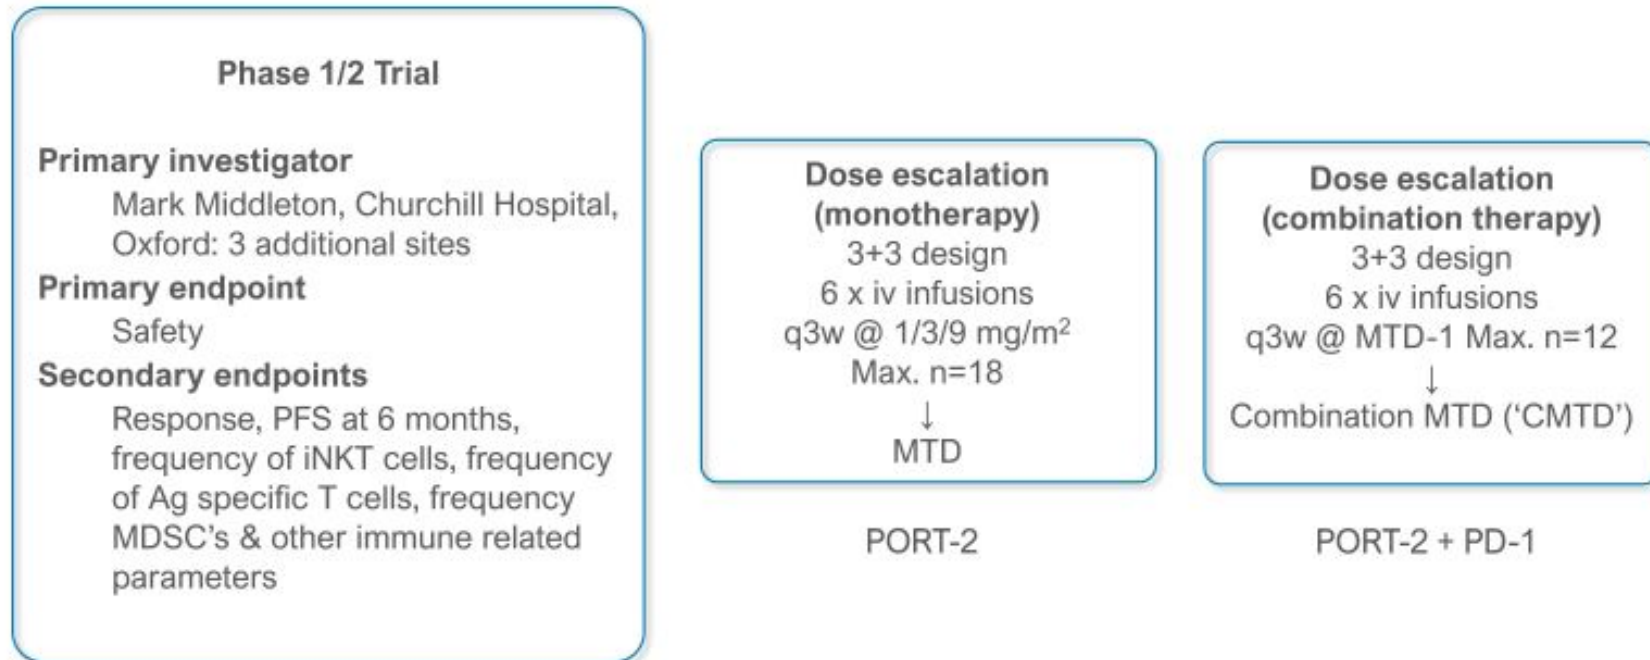 Phase 1/2 Trial
Primary investigator
Mark Middleton, Churchill Hospital,
Oxford: 3 additional sites
Primary endpoint
Safety
Secondary endpoints
Response, PFS at 6 months,
frequency of iNKT cells, frequency
of Ag specific T cells, frequency
MDSC’s & other immune related
parameters
Dose escalation
(monotherapy)
3+3 design
6 x iv infusions
q3w @ 1/3/9 mg/m²
Max. n=18
↓
MTD
PORT-2
Dose escalation
(combination therapy)
3+3 design
6 x iv infusions
q3w @ MTD-1 Max. n=12
↓
Combination MTD (‘CMTD’)
PORT-2 + PD-1